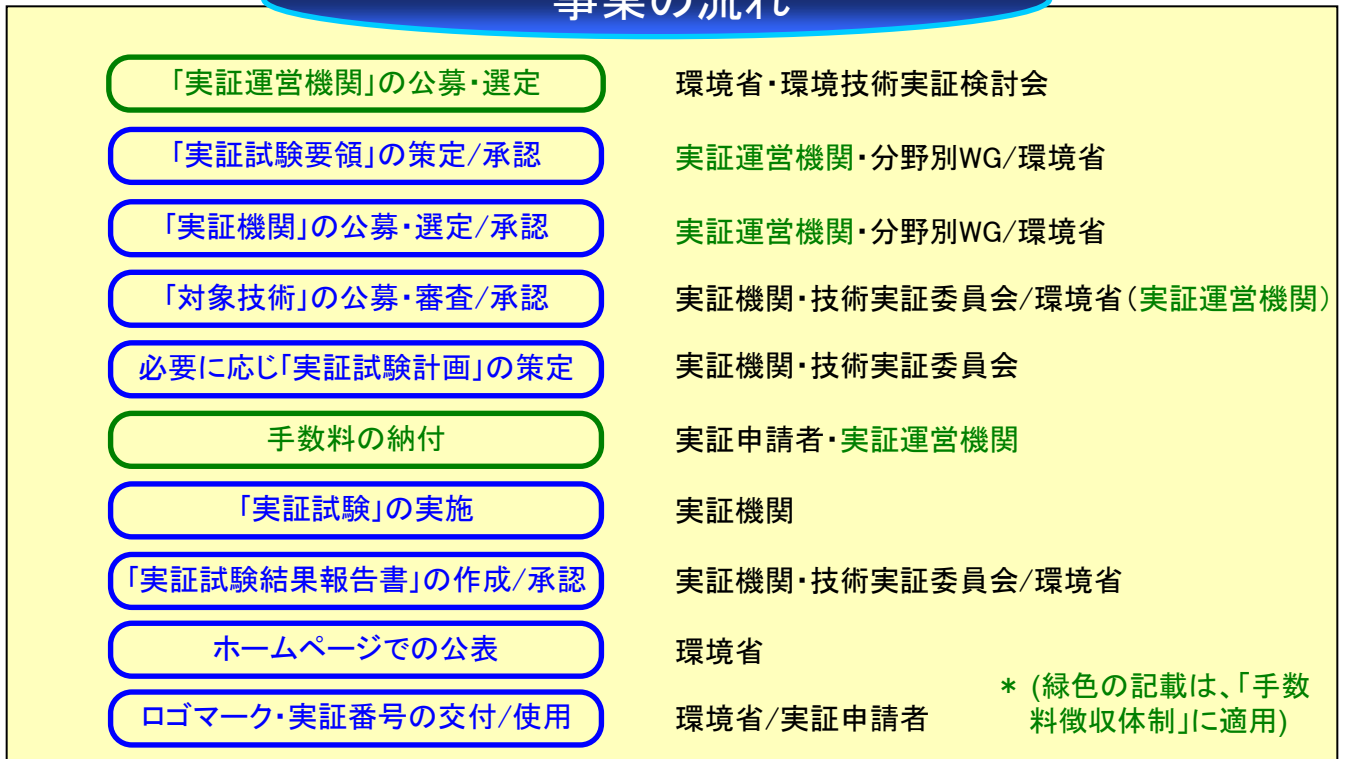 事業の流れ
「実証運営機関」の公募・選定 環境省・環境技術実証検討会
「実証試験要領」の策定/承認 実証運営機関・分野別WG/環境省
「実証機関」の公募・選定/承認 実証運営機関・分野別WG/環境省
「対象技術」の公募・審査/承認 実証機関・技術実証委員会/環境省(実証運営機関)
必要に応じ「実証試験計画」の策定 実証機関・技術実証委員会
手数料の納付 実証申請者・実証運営機関
「実証試験」の実施 実証機関
「実証試験結果報告書」の作成/承認 実証機関・技術実証委員会/環境省
ホームページでの公表 環境省
ロゴマーク・実証番号の交付/使用 環境省/実証申請者
* (緑色の記載は、「手数
料徴収体制」に適用)